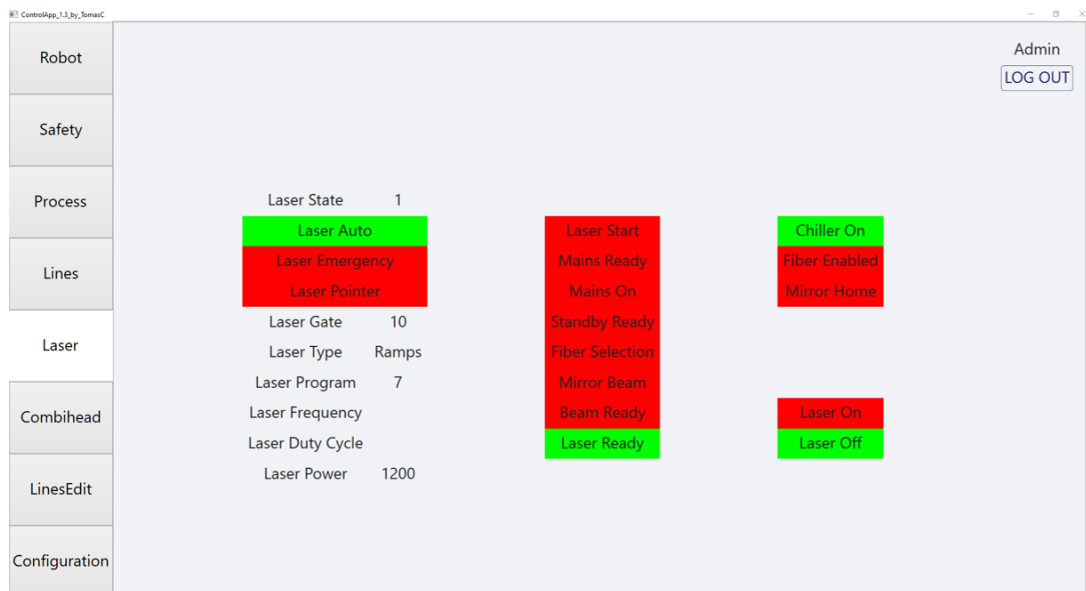 ControlApp_1.3_by_TomasC
Admin
LOG OUT
Robot
Safety
Process
Lines
Laser
Combihead
LinesEdit
Configuration
Laser State 1
Laser Auto
Laser Emergency
Laser Pointer
Laser Gate 10
Laser Type Ramps
Laser Program 7
Laser Frequency
Laser Duty Cycle
Laser Power 1200
Laser Start
Mains Ready
Mains On
Standby Ready
Fiber Selection
Mirror Beam
Beam Ready
Laser Ready
Chiller On
Fiber Enabled
Mirror Home
Laser On
Laser Off